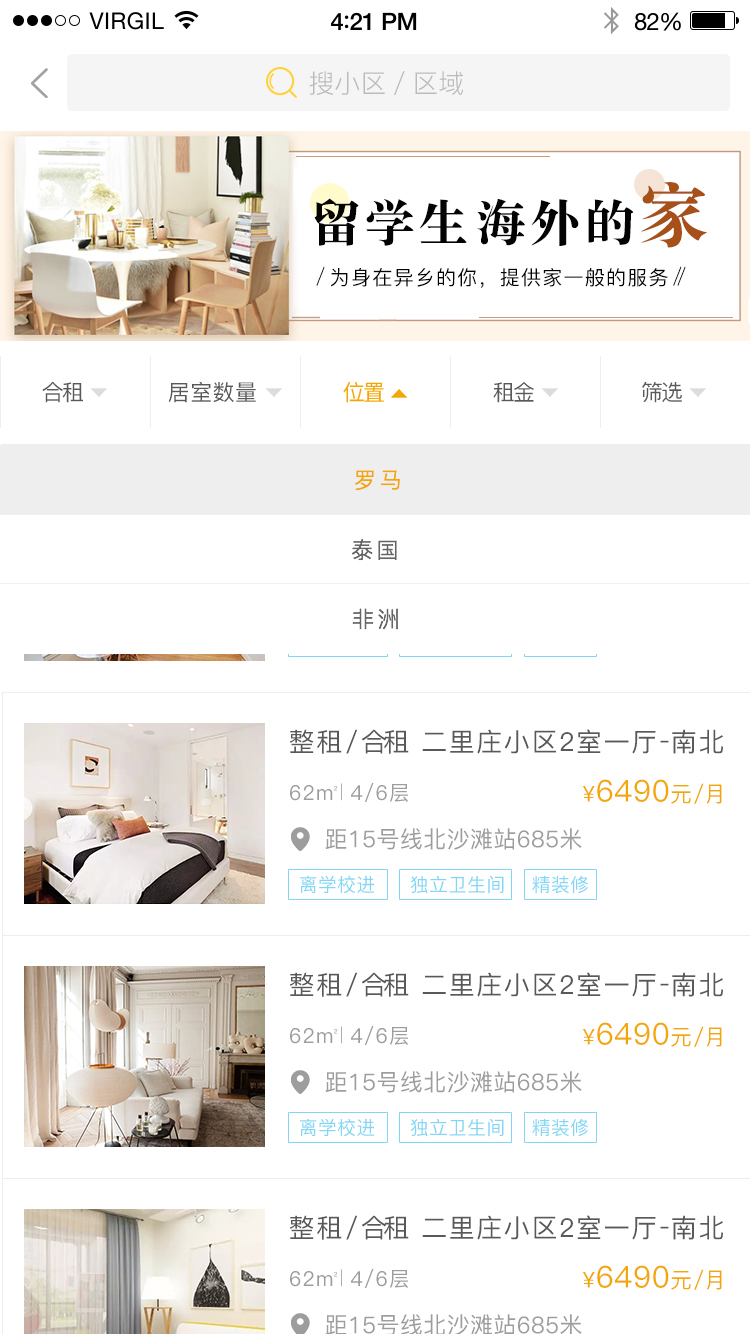 VIRGIL 4:21 PM 82%
搜小区 / 区域
留学生海外的家
/ 为身在异乡的你，提供家一般的服务 //
合租 居室数量 位置 租金 筛选
罗马
泰国
非洲
整租/合租 二里庄小区2室一厅-南北
62㎡| 4/6层 ¥6490元/月
距15号线北沙滩站685米
离学校进 独立卫生间 精装修
整租/合租 二里庄小区2室一厅-南北
62㎡| 4/6层 ¥6490元/月
距15号线北沙滩站685米
离学校进 独立卫生间 精装修
整租/合租 二里庄小区2室一厅-南北
62㎡| 4/6层 ¥6490元/月
距15号线北沙滩站685米